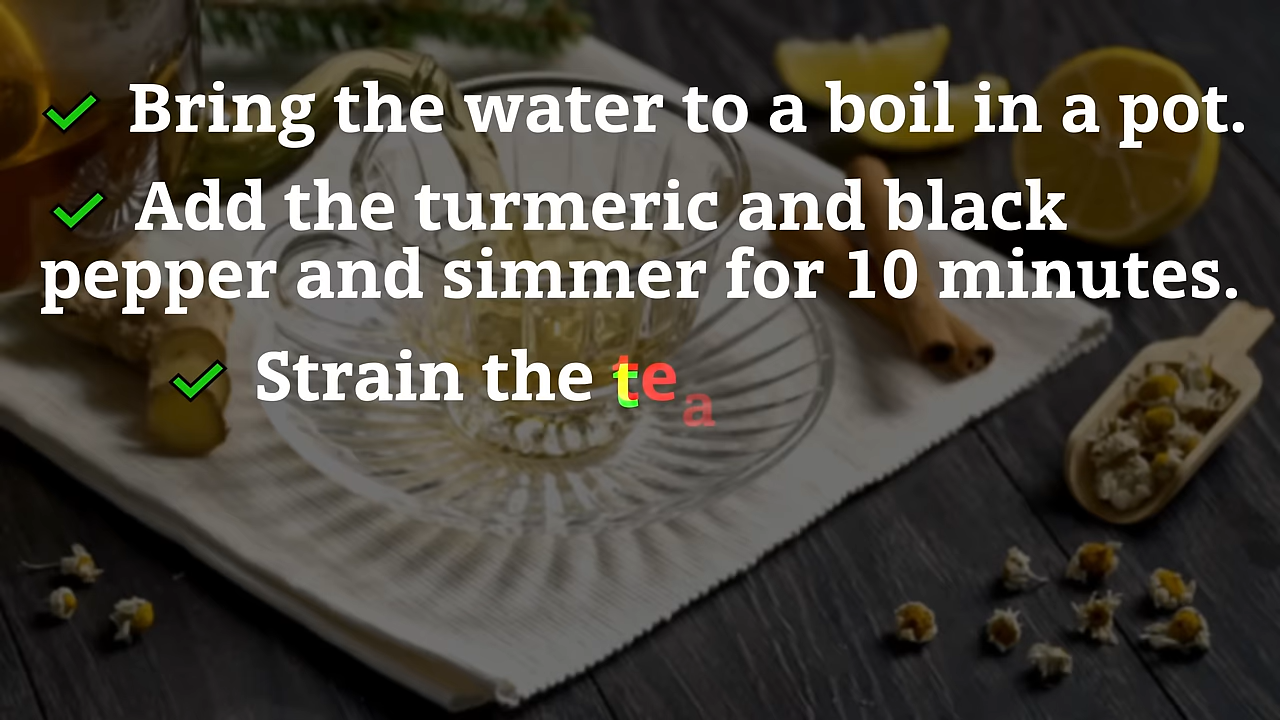 Bring the water to a boil in a pot.
Add the turmeric and black
pepper and simmer for 10 minutes.
Strain the tea